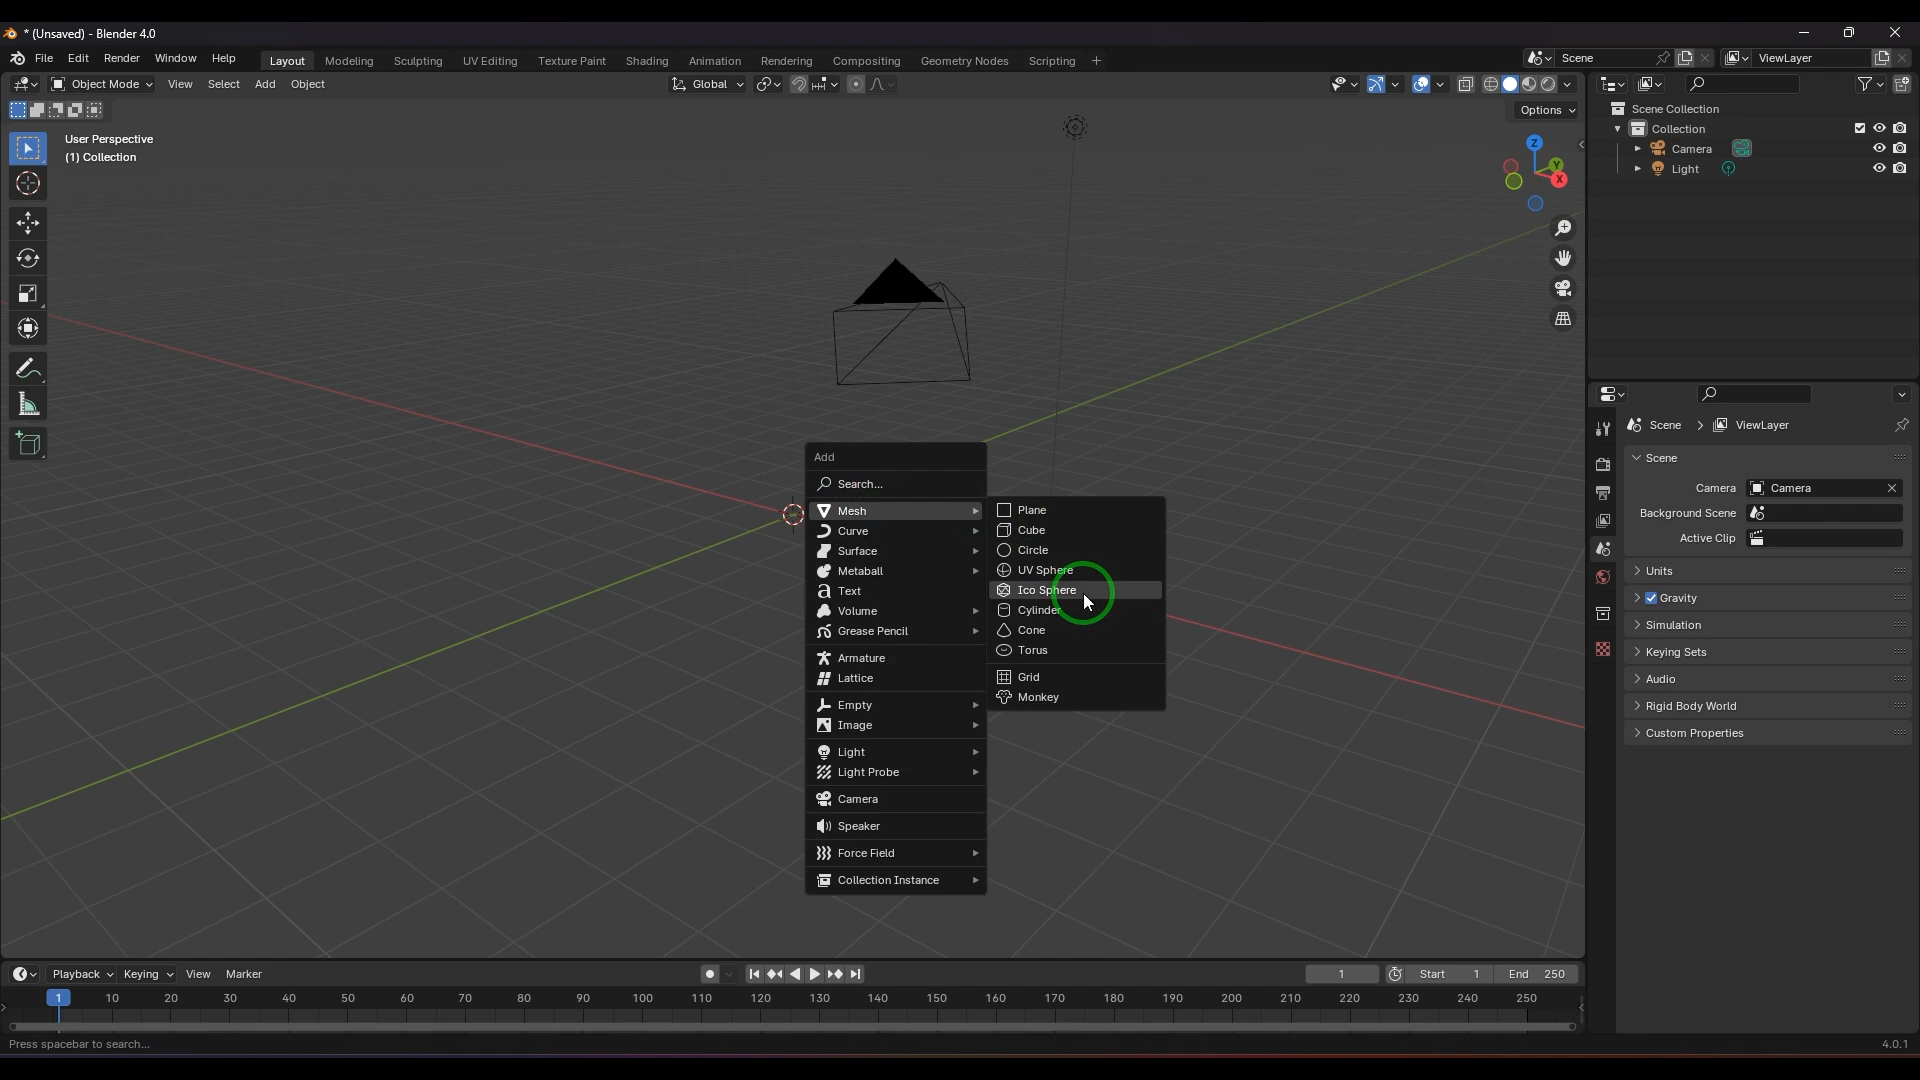 * (Unsaved) - Blender 4.0
File Edit Render Window Help Layout Modeling Sculpting UV Editing Texture Paint Shading Animation Rendering Compositing Geometry Nodes Scripting + Scene ViewLayer
Object Mode View Select Add Object Global
Options
User Perspective
(1) Collection
Z
Y
X
Add
Search...
Mesh
Curve
Surface
Metaball
Text
Volume
Grease Pencil
Armature
Lattice
Empty
Image
Light
Light Probe
Camera
Speaker
Force Field
Collection Instance
Plane
Cube
Circle
UV Sphere
Ico Sphere
Cylinder
Cone
Torus
Grid
Monkey
Scene Collection
Collection
Camera
Light
Scene ViewLayer
Scene
Camera Camera
Background Scene
Active Clip
Units
Gravity
Simulation
Keying Sets
Audio
Rigid Body World
Custom Properties
Playback Keying View Marker 1 Start 1 End 250
1 10 20 30 40 50 60 70 80 90 100 110 120 130 140 150 160 170 180 190 200 210 220 230 240 250
Press spacebar to search... 4.0.1